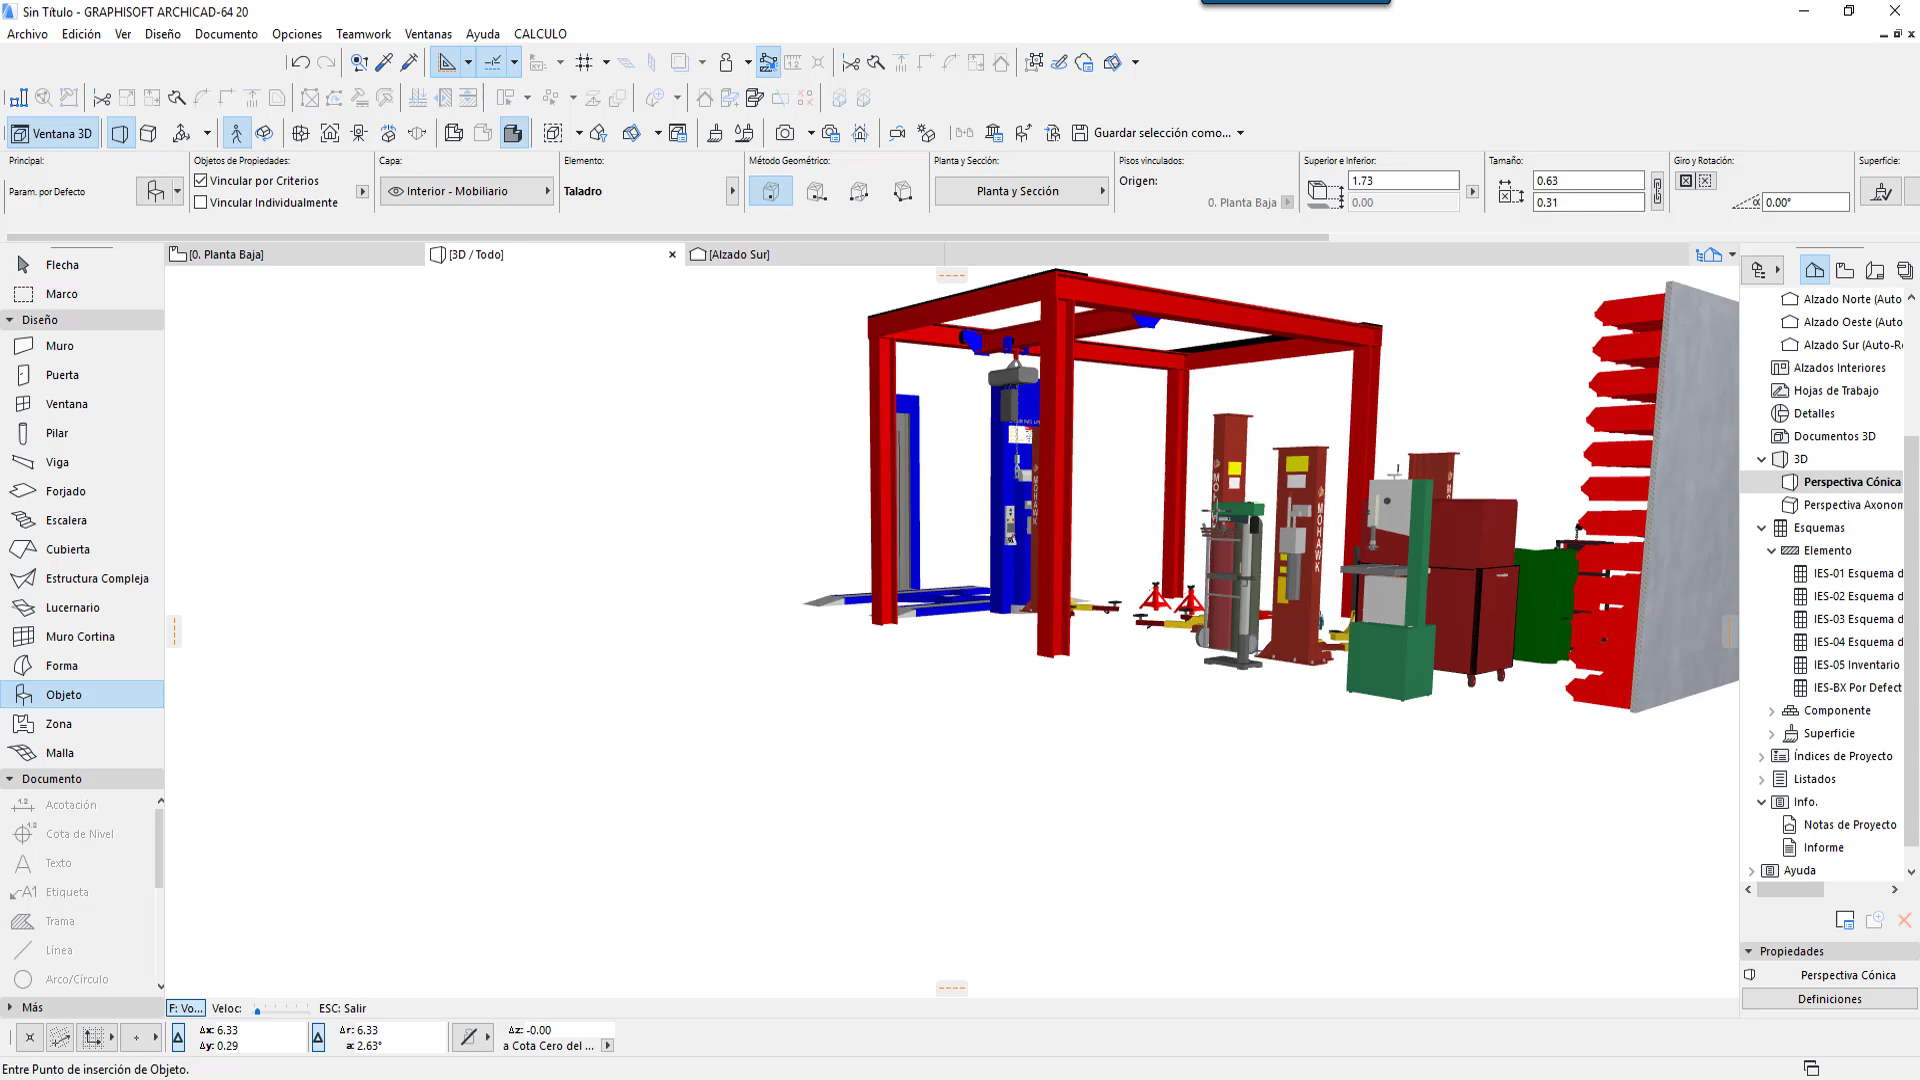 Sin Título - GRAPHISOFT ARCHICAD-64 20
Archivo Edición Ver Diseño Documento Opciones Teamwork Ventanas Ayuda CALCULO
Ventana 3D
Guardar selección como...
Principal:
Param. por Defecto
Objetos de Propiedades:
Vincular por Criterios
Vincular Individualmente
Capa:
Interior - Mobiliario
Elemento:
Taladro
Método Geométrico:
Planta y Sección:
Planta y Sección
Pisos vinculados:
Origen:
0. Planta Baja
Superior e Inferior:
1.73
0.00
Tamaño:
0.63
0.31
Giro y Rotación:
0.00°
Superficie:
[0. Planta Baja]
[3D / Todo]
[Alzado Sur]
Flecha
Marco
Diseño
Muro
Puerta
Ventana
Pilar
Viga
Forjado
Escalera
Cubierta
Estructura Compleja
Lucernario
Muro Cortina
Forma
Objeto
Zona
Malla
Documento
Acotación
Cota de Nivel
Texto
Etiqueta
Trama
Línea
Arco/Círculo
Más
MOHAWK
MOHAWK
MOHAWK
Alzado Norte (Auto
Alzado Oeste (Auto
Alzado Sur (Auto-R
Alzados Interiores
Hojas de Trabajo
Detalles
Documentos 3D
3D
Perspectiva Cónica
Perspectiva Axonom
Esquemas
Elemento
IES-01 Esquema d
IES-02 Esquema d
IES-03 Esquema d
IES-04 Esquema d
IES-05 Inventario
IES-BX Por Defect
Componente
Superficie
Índices de Proyecto
Listados
Info.
Notas de Proyecto
Informe
Ayuda
Propiedades
Perspectiva Cónica
Definiciones
F: Vo... Veloc: ESC: Salir
Δx: 6.33
Δy: 0.29
Δr: 6.33
a: 2.63°
Δz: -0.00
a Cota Cero del ...
Entre Punto de inserción de Objeto.